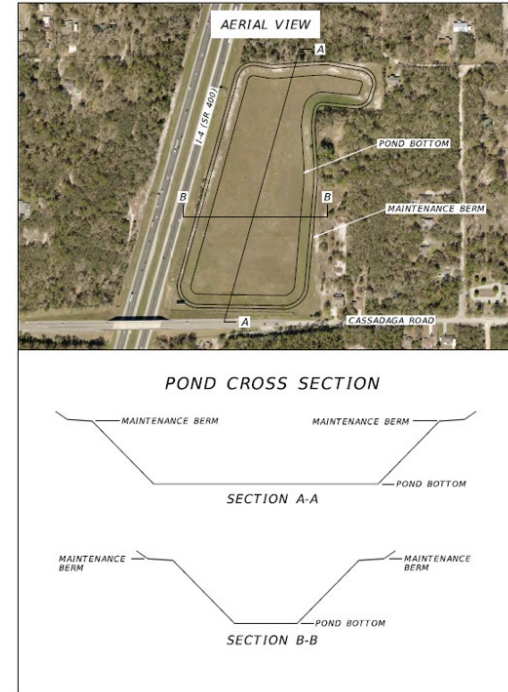 AERIAL VIEW
A
I-4 (SR 400)
POND BOTTOM
B
B
MAINTENANCE BERM
A
CASSADAGA ROAD
POND CROSS SECTION
MAINTENANCE BERM
MAINTENANCE BERM
POND BOTTOM
SECTION A-A
MAINTENANCE
BERM
MAINTENANCE
BERM
POND BOTTOM
SECTION B-B